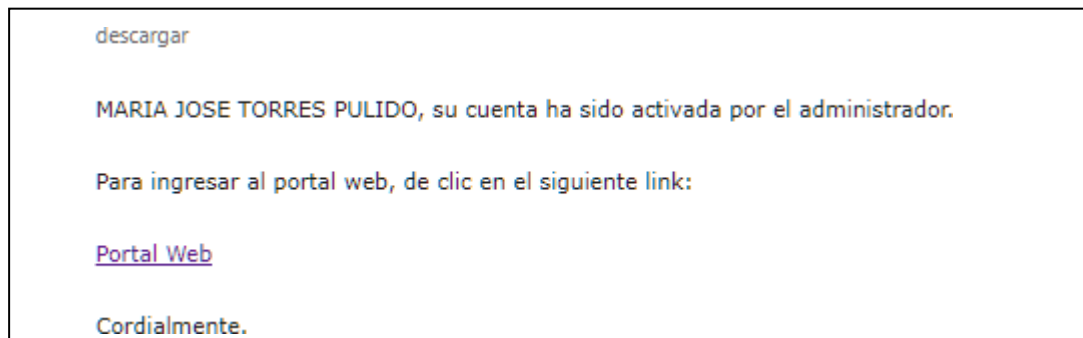 descargar
MARIA JOSE TORRES PULIDO, su cuenta ha sido activada por el administrador.
Para ingresar al portal web, de clic en el siguiente link:
Portal Web
Cordialmente.